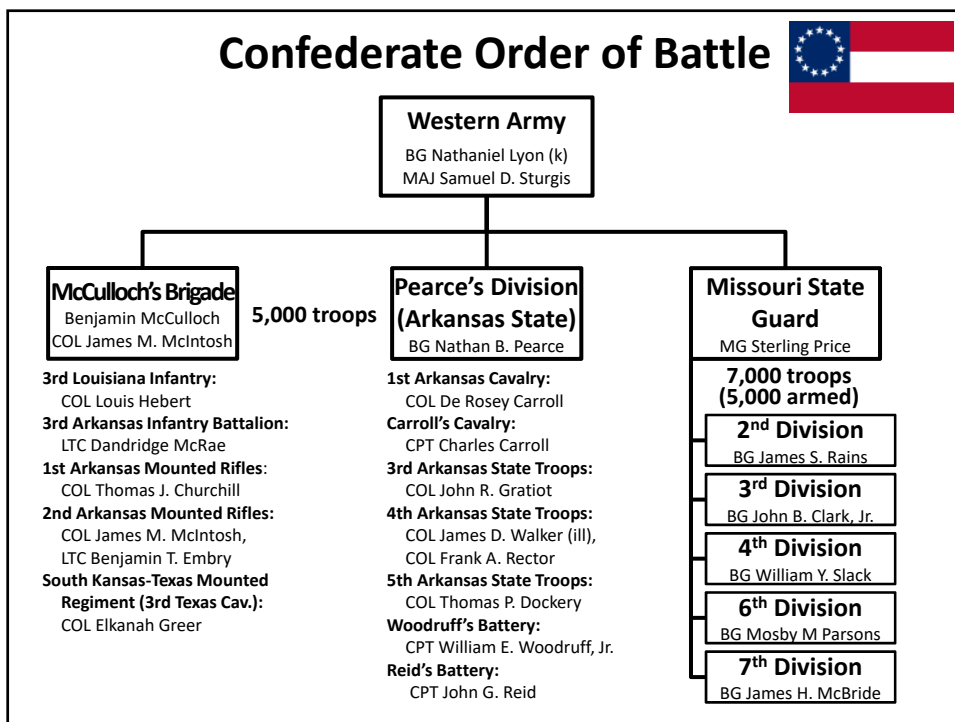 Confederate Order of Battle
Western Army
BG Nathaniel Lyon (k)
MAJ Samuel D. Sturgis
McCulloch's Brigade
Benjamin McCulloch
COL James M. McIntosh
5,000 troops
3rd Louisiana Infantry:
COL Louis Hebert
3rd Arkansas Infantry Battalion:
LTC Dandridge McRae
1st Arkansas Mounted Rifles:
COL Thomas J. Churchill
2nd Arkansas Mounted Rifles:
COL James M. McIntosh,
LTC Benjamin T. Embry
South Kansas-Texas Mounted
Regiment (3rd Texas Cav.):
COL Elkanah Greer
Pearce's Division
(Arkansas State)
BG Nathan B. Pearce
1st Arkansas Cavalry:
COL De Rosey Carroll
Carroll's Cavalry:
CPT Charles Carroll
3rd Arkansas State Troops:
COL John R. Gratiot
4th Arkansas State Troops:
COL James D. Walker (ill),
COL Frank A. Rector
5th Arkansas State Troops:
COL Thomas P. Dockery
Woodruff's Battery:
CPT William E. Woodruff, Jr.
Reid's Battery:
CPT John G. Reid
Missouri State
Guard
MG Sterling Price
7,000 troops
(5,000 armed)
2nd Division
BG James S. Rains
3rd Division
BG John B. Clark, Jr.
4th Division
BG William Y. Slack
6th Division
BG Mosby M Parsons
7th Division
BG James H. McBride